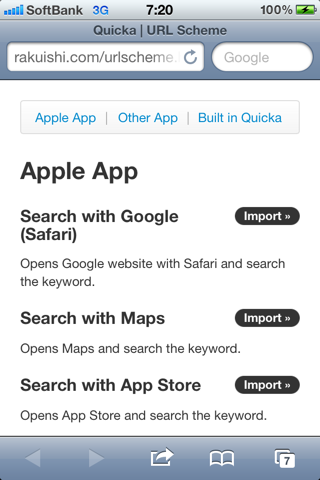 SoftBank 3G 7:20 100%
Quicka | URL Scheme
rakuishi.com/urlscheme. Google
Apple App | Other App | Built in Quicka
Apple App
Search with Google Import »
(Safari)
Opens Google website with Safari and search
the keyword.
Search with Maps Import »
Opens Maps and search the keyword.
Search with App Store Import »
Opens App Store and search the keyword.
7